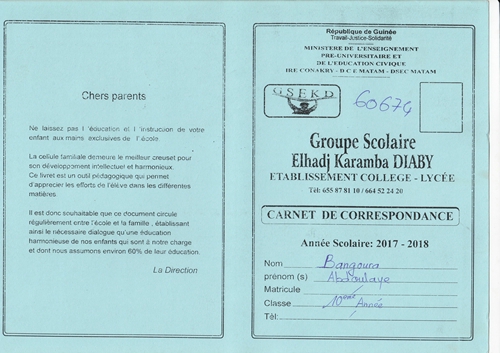 Chers parents
Ne laissez pas l 'éducation et l 'instruction de votre
enfant aux mains exclusives de l' école.
La cellule familiale demeure le meilleur creuset pour
son développement intellectuel et harmonieux.
Ce livret est un outil pédagogique qui permet
d'apprécier les efforts de l'élève dans les différentes
matières
Il est donc souhaitable que ce document circule
régulièrement entre l'école et la famille , établissant
ainsi le nécessaire dialogue qu'une éducation
harmonieuse de nos enfants qui sont à notre charge
et dont nous assumons environ 60% de leur éducation.
La Direction
République de Guinée
Travail-Justice-Solidarité
MINISTERE DE L'ENSEIGNEMENT
PRE-UNIVERSITAIRE ET
DE L'EDUCATION CIVIQUE
IRE CONAKRY - D C E MATAM - DSEC MATAM
GSEKD
60674
Groupe Scolaire
Elhadj Karamba DIABY
ETABLISSEMENT COLLEGE - LYCÉE
Tél: 655 87 81 10 / 664 52 24 20
CARNET DE CORRESPONDANCE
Année Scolaire: 2017 - 2018
Nom Bangoura
prénom (s) Abdoulaye
Matricule
Classe 10ème Année
Tél: